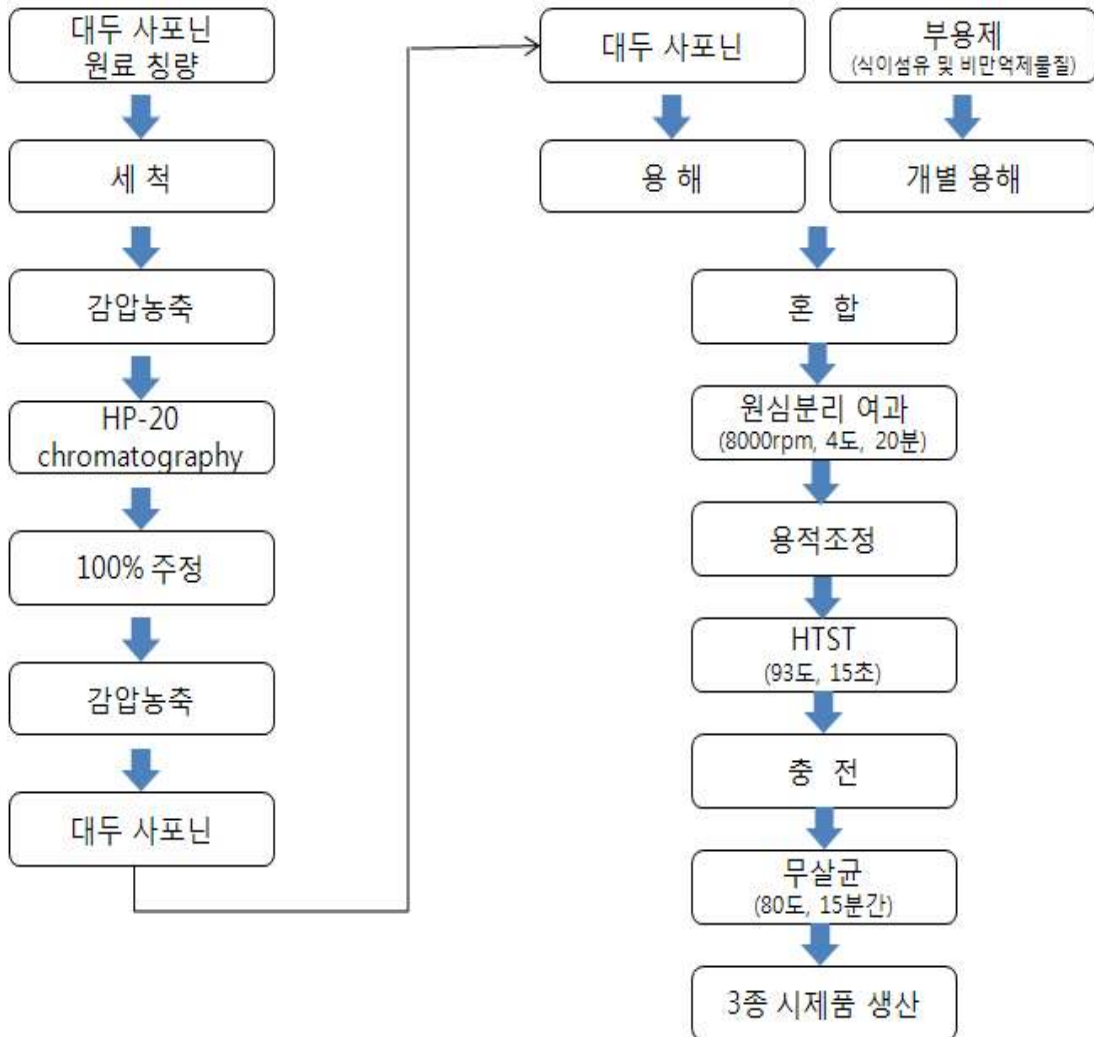 대두 사포닌
원료 칭량
세 척
감압농축
HP-20
chromatography
100% 주정
감압농축
대두 사포닌
대두 사포닌
부용제
(식이섬유 및 비만억제물질)
용 해
개별 용해
혼 합
원심분리 여과
(8000rpm, 4도, 20분)
용적조정
HTST
(93도, 15초)
충 전
무살균
(80도, 15분간)
3종 시제품 생산